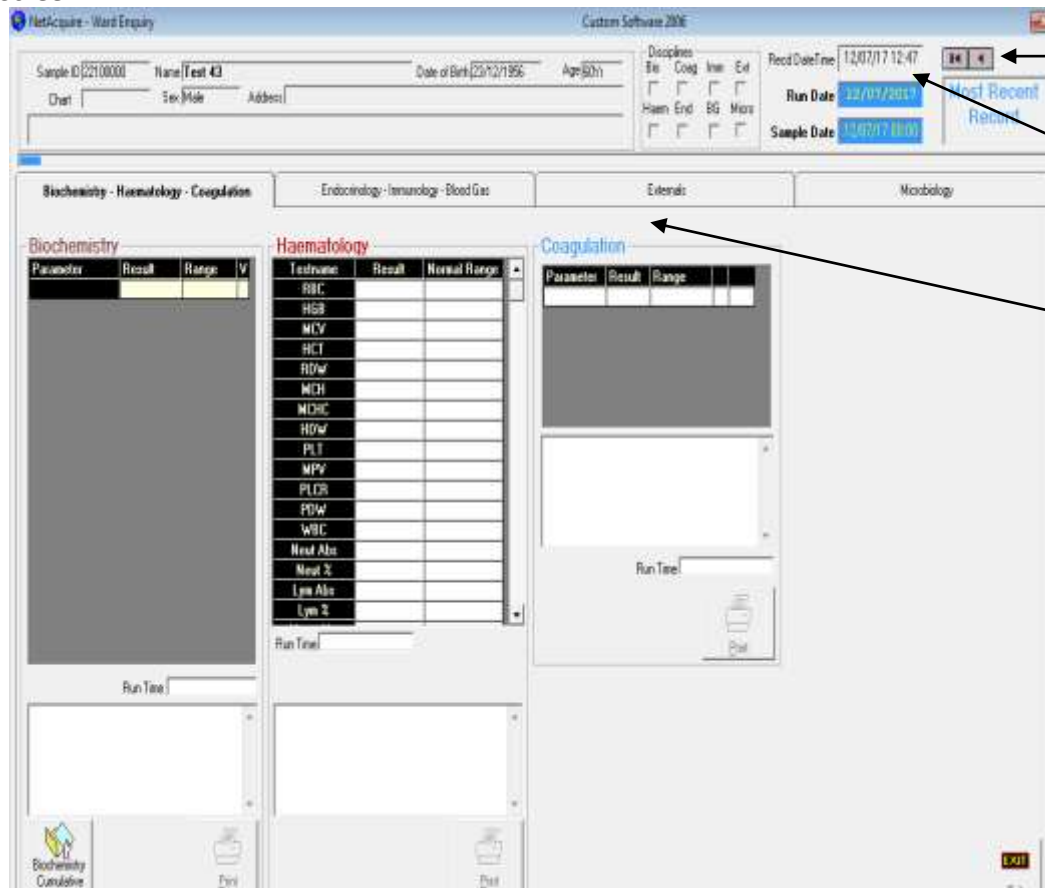 NetAcquire - Ward Enquiry Custom Software 2006
Sample ID 22100000 Name Test 43 Date of Birth 23/12/1956 Age 60Yr
Chart Sex Male Address
Disciplines
Bio Coag Imm Ext
Haem End BG Micro
Recd DateTime 12/07/17 12:47
Run Date 12/07/2017
Sample Date 12/07/17 00:00
Most Recent
Record
Biochemistry - Haematology - Coagulation Endocrinology - Immunology - Blood Gas Externals Microbiology
Biochemistry
Parameter Result Range V
Run Time
Biochemistry
Cumulative
Print
Haematology
Testname Result Normal Range
RBC
HGB
MCV
HCT
RDW
MCH
MCHC
HDW
PLT
MPV
PLCR
PDW
WBC
Neut Abs
Neut %
Lym Abs
Lym %
Run Time
Print
Coagulation
Parameter Result Range
Run Time
Print
EXIT